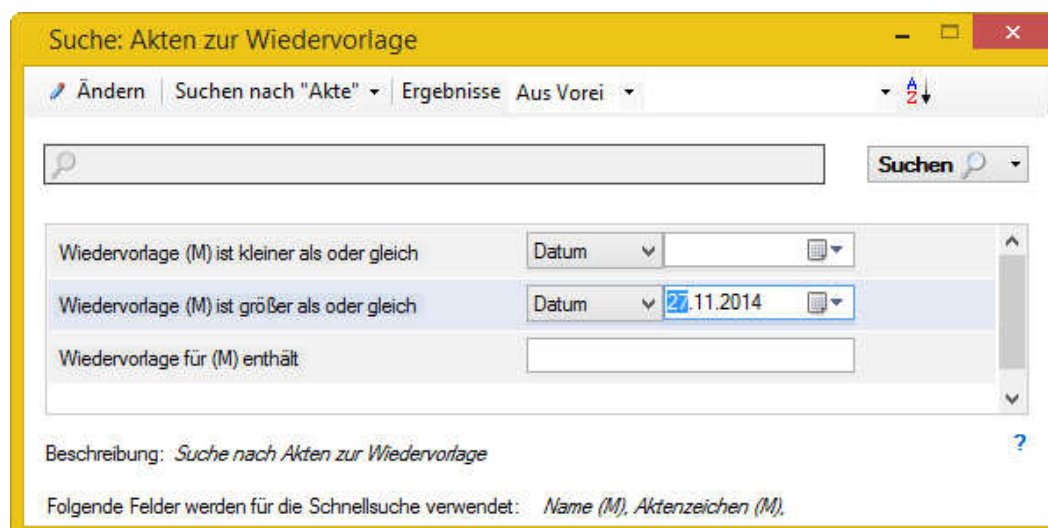 Suche: Akten zur Wiedervorlage
Ändern Suchen nach "Akte" Ergebnisse Aus Vorei
Suchen
Wiedervorlage (M) ist kleiner als oder gleich Datum
Wiedervorlage (M) ist größer als oder gleich Datum 27.11.2014
Wiedervorlage für (M) enthält
Beschreibung: Suche nach Akten zur Wiedervorlage ?
Folgende Felder werden für die Schnellsuche verwendet: Name (M), Aktenzeichen (M),